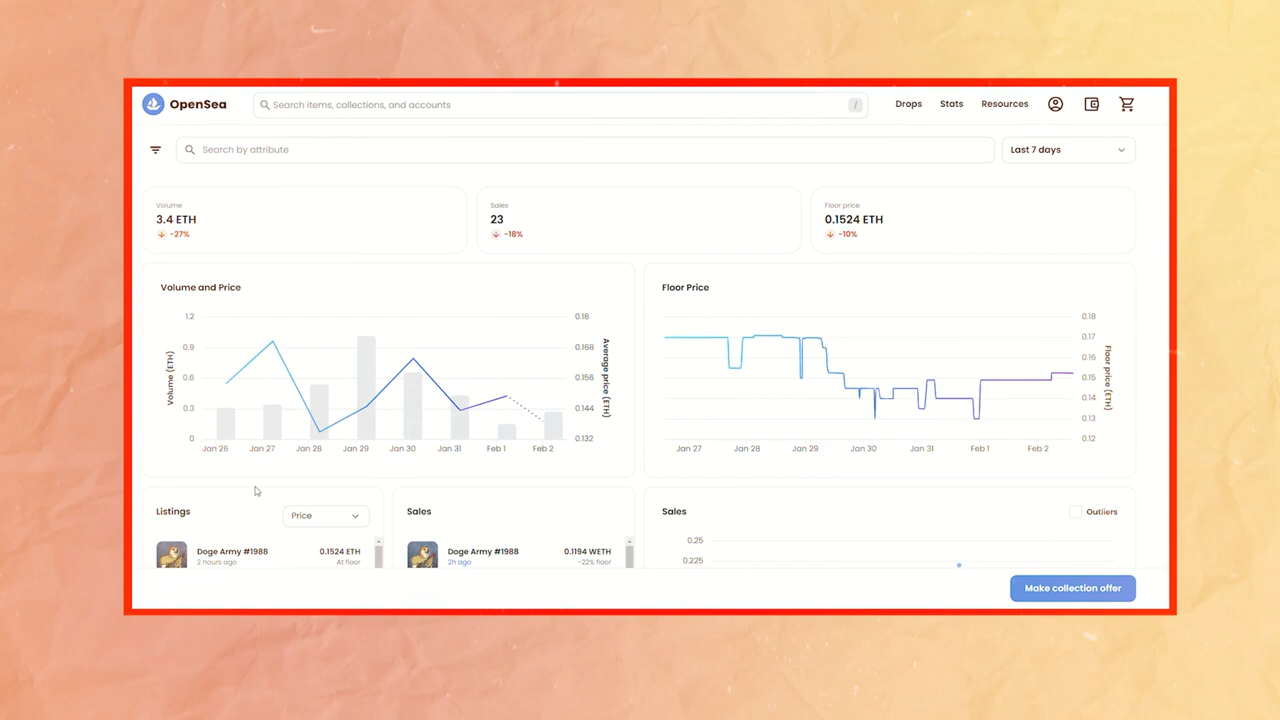 OpenSea
Search items, collections, and accounts
/
Drops
Stats
Resources
Search by attribute
Last 7 days
Volume
3.4 ETH
-27%
Sales
23
-18%
Floor price
0.1524 ETH
-10%
Volume and Price
1.2
0.9
0.6
0.3
0
Volume (ETH)
0.18
0.168
0.156
0.144
0.132
Average price (ETH)
Jan 26 Jan 27 Jan 28 Jan 29 Jan 30 Jan 31 Feb 1 Feb 2
Floor Price
0.18
0.17
0.16
0.15
0.14
0.13
0.12
Floor price (ETH)
Jan 27 Jan 28 Jan 29 Jan 30 Jan 31 Feb 1 Feb 2
Listings
Price
Doge Army #1988 0.1524 ETH
2 hours ago At floor
Sales
Doge Army #1988 0.1194 WETH
2h ago -22% floor
Sales
Outliers
0.25
0.225
Make collection offer